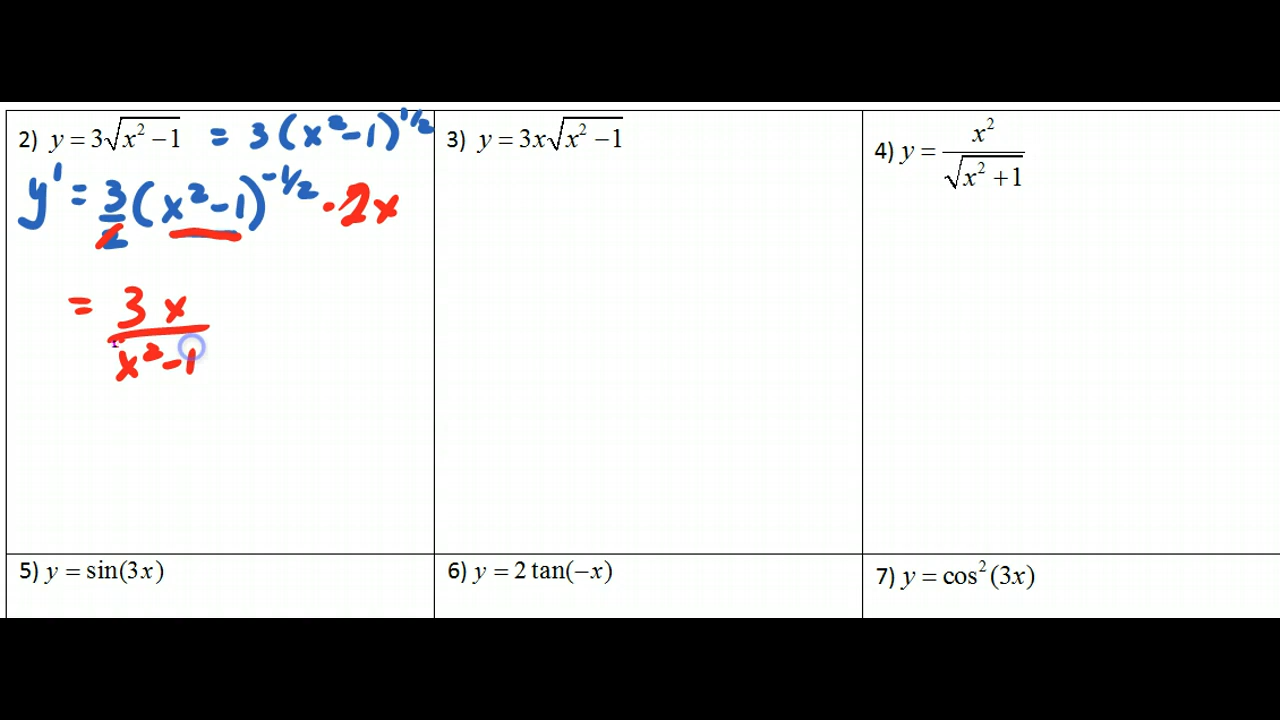 2) y = 3√(x² − 1) = 3(x² − 1)^1/2
y' = 3/2 (x² − 1)^-1/2 · 2x
= 3x/(x² − 1)
3) y = 3x√(x² − 1)
4) y = x²/√(x² + 1)
5) y = sin(3x)
6) y = 2 tan(−x)
7) y = cos²(3x)